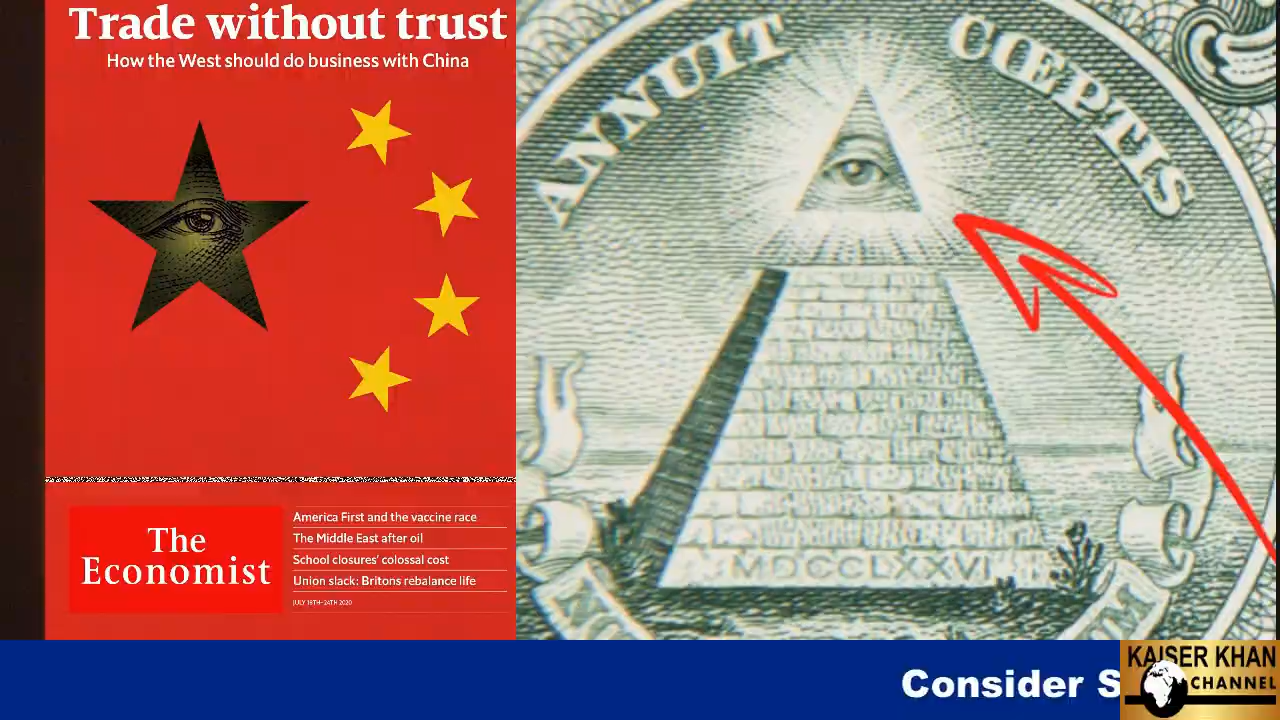 Trade without trust
How the West should do business with China
The
Economist
America First and the vaccine race
The Middle East after oil
School closures' colossal cost
Union slack: Britons rebalance life
JULY 18TH–24TH 2020
ANNUIT
CŒPTIS
MDCCLXXVI
Consider S
KAISER KHAN
CHANNEL